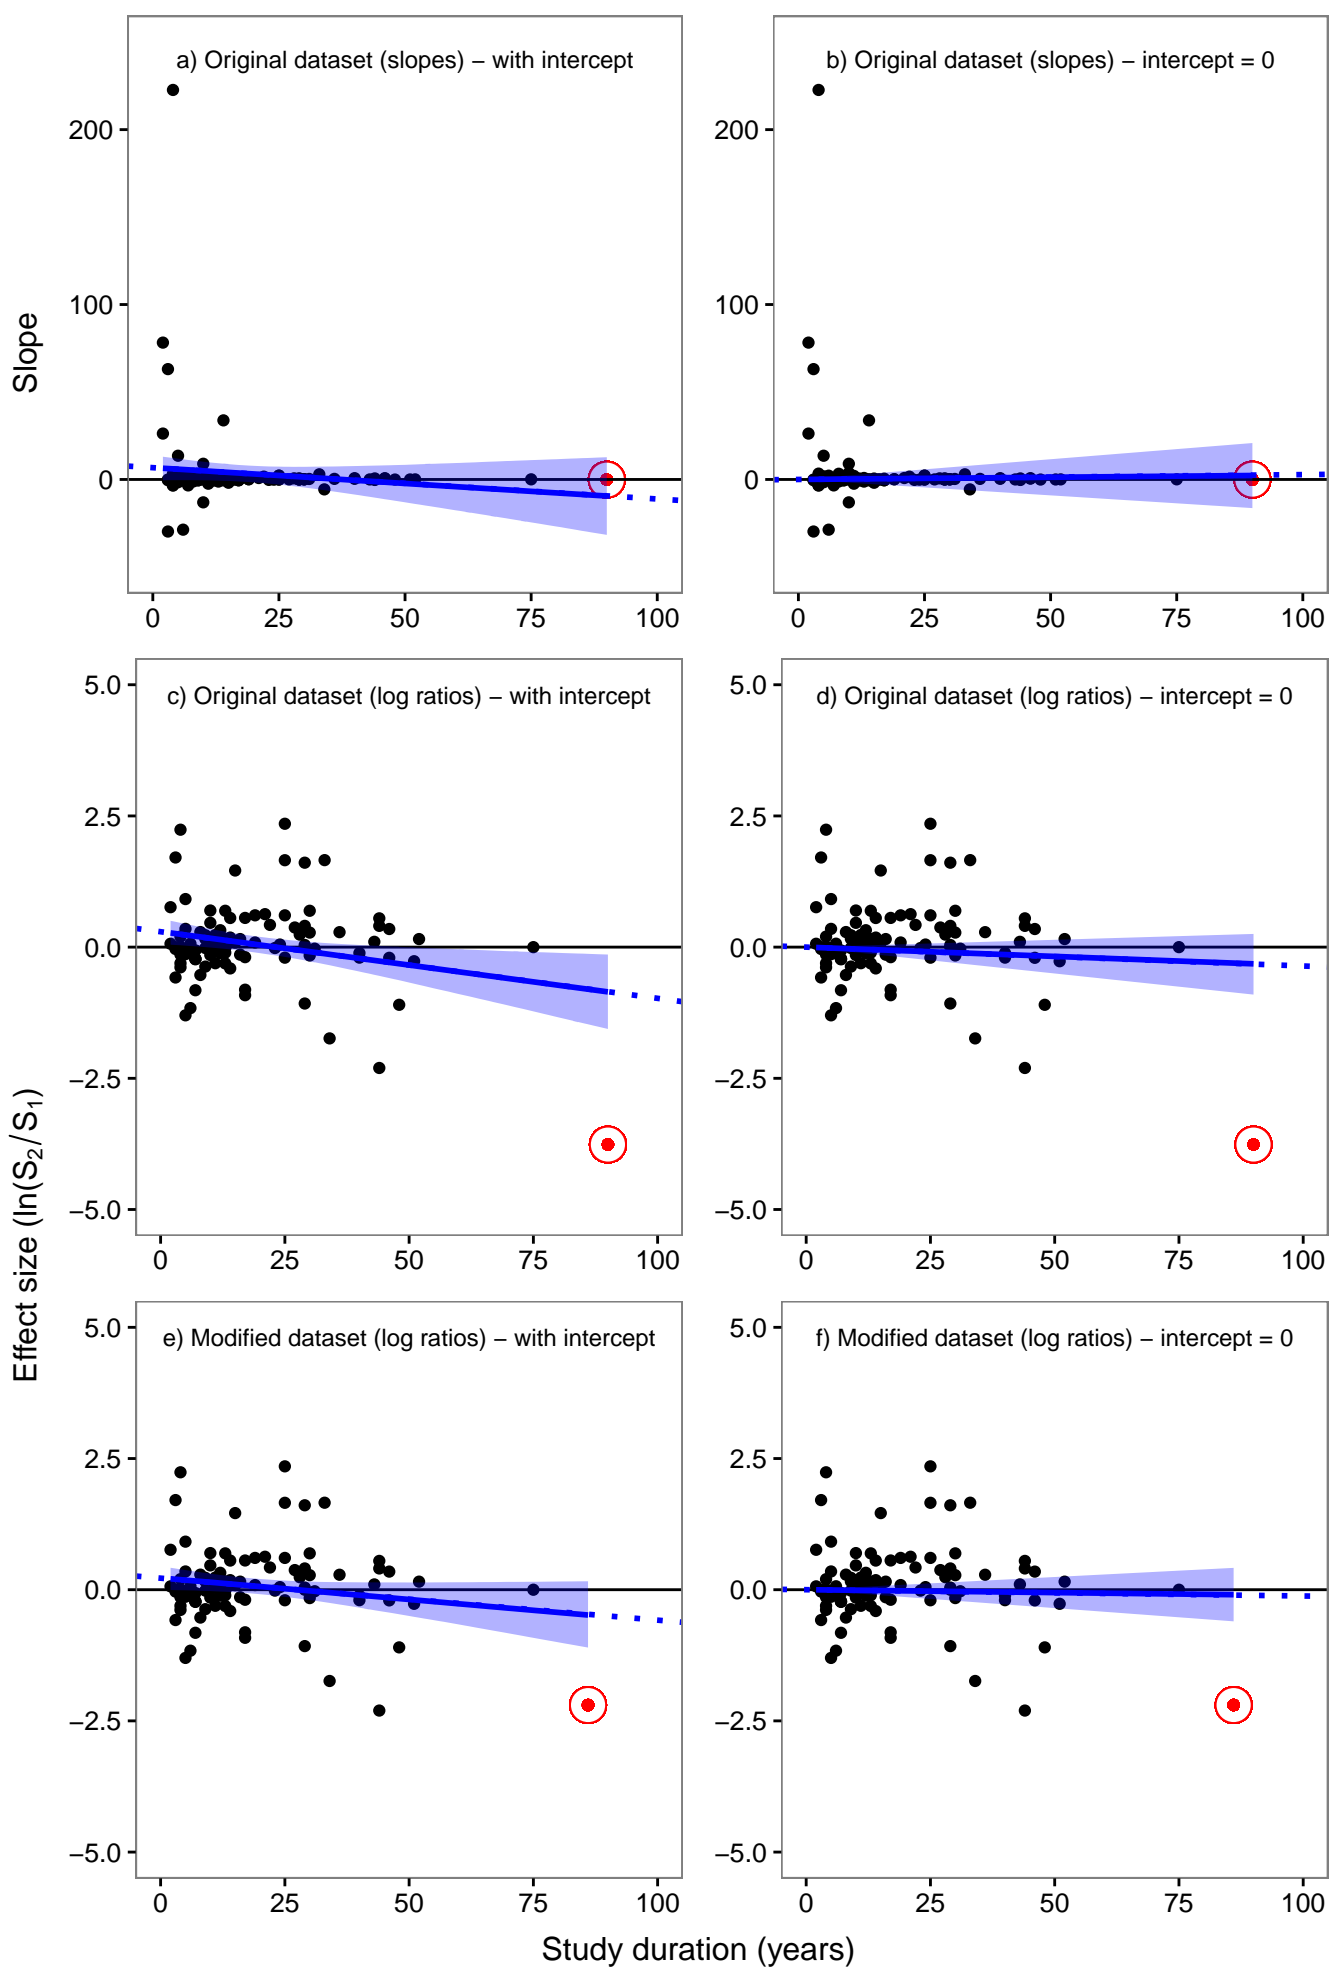 a) Original dataset (slopes) − with intercept
b) Original dataset (slopes) − intercept = 0
200
100
0
200
100
0
Slope
0 25 50 75 100
0 25 50 75 100
c) Original dataset (log ratios) − with intercept
d) Original dataset (log ratios) − intercept = 0
5.0
2.5
0.0
−2.5
−5.0
5.0
2.5
0.0
−2.5
−5.0
0 25 50 75 100
0 25 50 75 100
Effect size (ln(S₂/S₁)
e) Modified dataset (log ratios) − with intercept
f) Modified dataset (log ratios) − intercept = 0
5.0
2.5
0.0
−2.5
−5.0
5.0
2.5
0.0
−2.5
−5.0
0 25 50 75 100
0 25 50 75 100
Study duration (years)